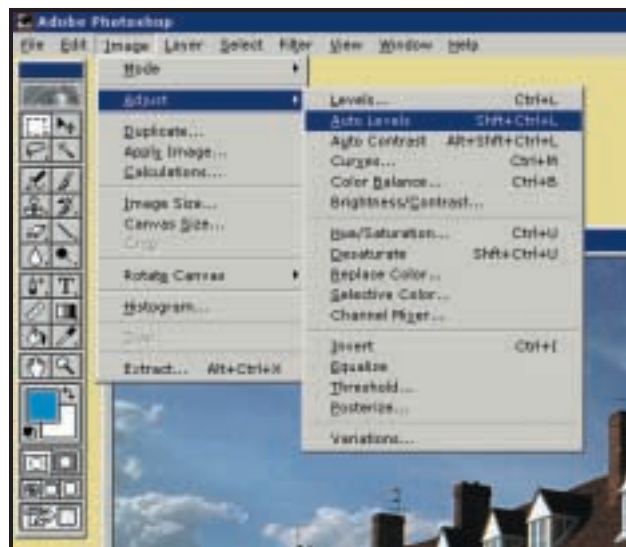 Adobe Photoshop
File Edit Image Layer Select Filter View Window Help
Mode
Adjust
Duplicate...
Apply Image...
Calculations...
Image Size...
Canvas Size...
Crop
Rotate Canvas
Histogram...
Trap...
Extract... Alt+Ctrl+X
Levels... Ctrl+L
Auto Levels Shft+Ctrl+L
Auto Contrast Alt+Shft+Ctrl+L
Curves... Ctrl+M
Color Balance... Ctrl+B
Brightness/Contrast...
Hue/Saturation... Ctrl+U
Desaturate Shft+Ctrl+U
Replace Color...
Selective Color...
Channel Mixer...
Invert Ctrl+I
Equalize
Threshold...
Posterize...
Variations...
T